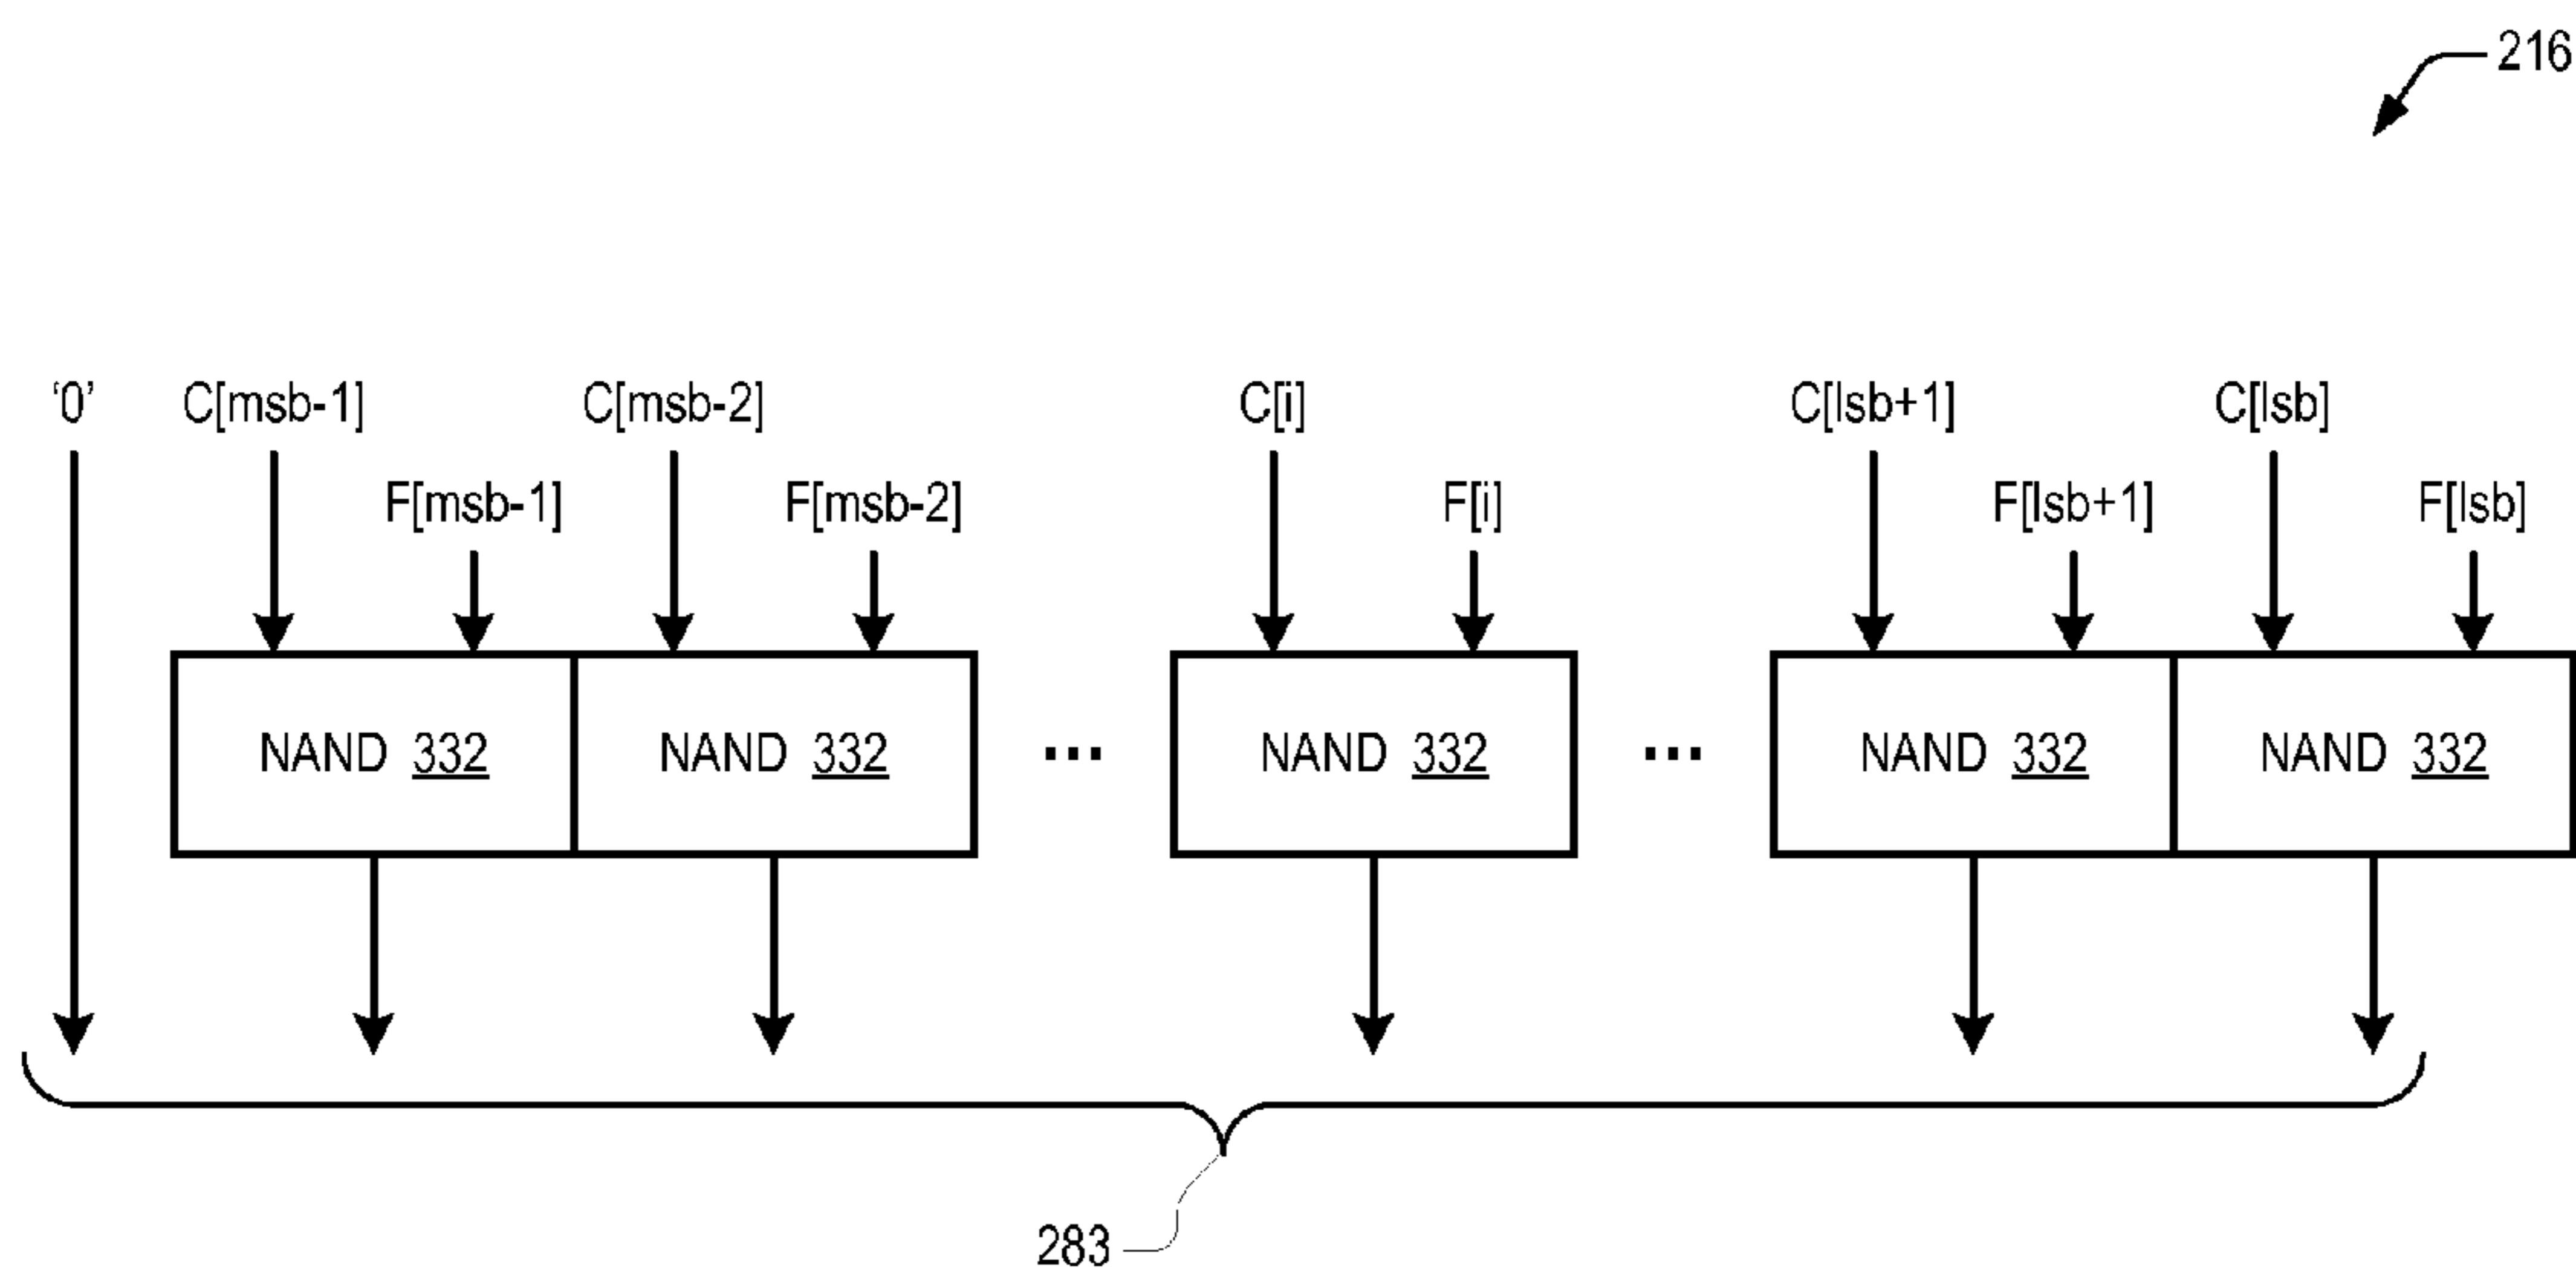 216
‘0’ C[msb-1] C[msb-2] C[i] C[lsb+1] C[lsb]
F[msb-1] F[msb-2] F[i] F[lsb+1] F[lsb]
NAND 332 NAND 332 ... NAND 332 ... NAND 332 NAND 332
283